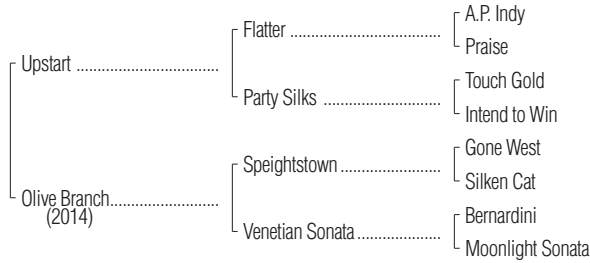 A.P. Indy
Flatter
Praise
Upstart
Touch Gold
Party Silks
Intend to Win
Gone West
Speightstown
Silken Cat
Olive Branch
(2014)
Bernardini
Venetian Sonata
Moonlight Sonata